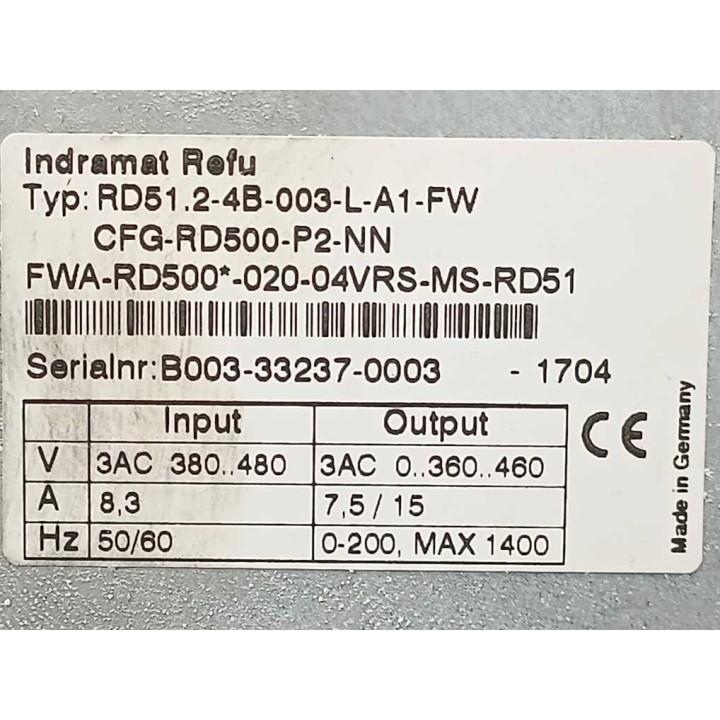 Indramat Refu
Typ: RD51.2-4B-003-L-A1-FW
CFG-RD500-P2-NN
FWA-RD500*-020-04VRS-MS-RD51
Serialnr: B003-33237-0003 - 1704
Input Output
V 3AC 380..480 3AC 0..360..460
A 8,3 7,5 / 15
Hz 50/60 0-200, MAX 1400
CE
Made in Germany